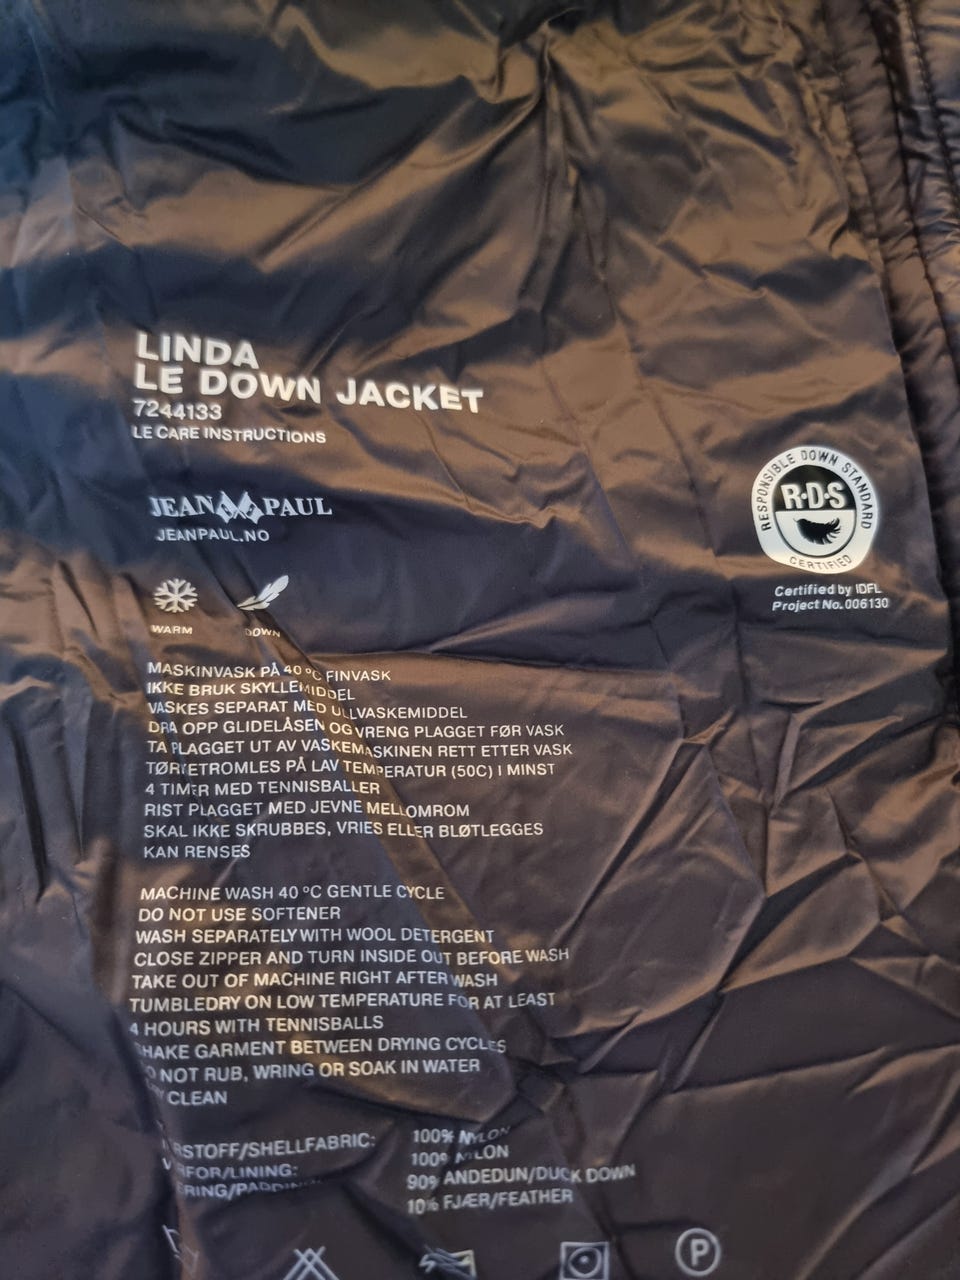 LINDA
LE DOWN JACKET
7244133
LE CARE INSTRUCTIONS
JEAN PAUL
JEANPAUL.NO
RESPONSIBLE DOWN STANDARD
R·D·S
CERTIFIED
Certified by IDFL
Project No. 006130
WARM DOWN
MASKINVASK PÅ 40 ºC FINVASK
IKKE BRUK SKYLLEMIDDEL
VASKES SEPARAT MED ULLVASKEMIDDEL
DRA OPP GLIDELÅSEN OG VRENG PLAGGET FØR VASK
TA PLAGGET UT AV VASKEMASKINEN RETT ETTER VASK
TØRKETROMLES PÅ LAV TEMPERATUR (50C) I MINST
4 TIMER MED TENNISBALLER
RIST PLAGGET MED JEVNE MELLOMROM
SKAL IKKE SKRUBBES, VRIES ELLER BLØTLEGGES
KAN RENSES
MACHINE WASH 40 ºC GENTLE CYCLE
DO NOT USE SOFTENER
WASH SEPARATELY WITH WOOL DETERGENT
CLOSE ZIPPER AND TURN INSIDE OUT BEFORE WASH
TAKE OUT OF MACHINE RIGHT AFTER WASH
TUMBLEDRY ON LOW TEMPERATURE FOR AT LEAST
4 HOURS WITH TENNISBALLS
SHAKE GARMENT BETWEEN DRYING CYCLES
DO NOT RUB, WRING OR SOAK IN WATER
DRY CLEAN
RSTOFF/SHELLFABRIC: 100% NYLON
FOR/LINING: 100% NYLON
ERING/PADDING 90% ANDEDUN/DUCK DOWN
10% FJÆR/FEATHER
P